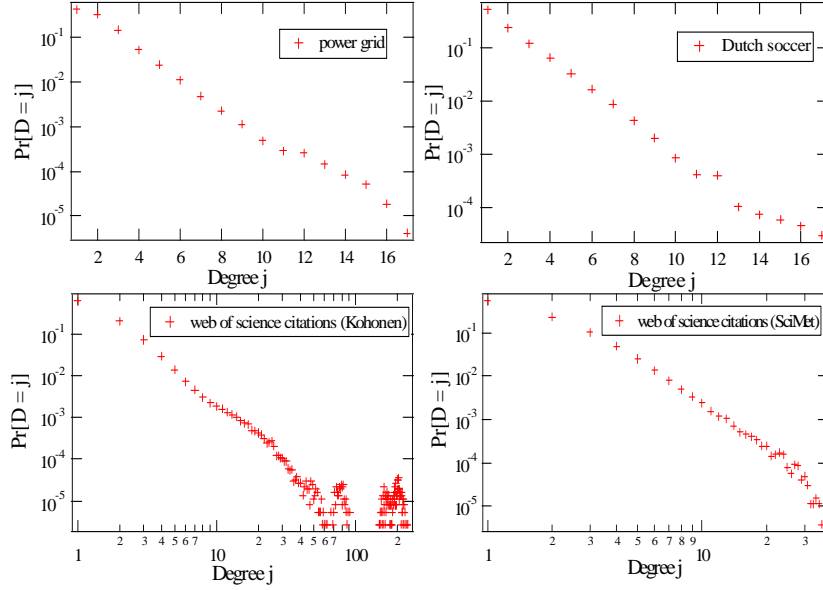 10^-1
10^-2
10^-3
10^-4
10^-5
Pr[D = j]
power grid
2 4 6 8 10 12 14 16
Degree j
10^-1
10^-2
10^-3
10^-4
Pr[D = j]
Dutch soccer
2 4 6 8 10 12 14 16
Degree j
10^-1
10^-2
10^-3
10^-4
10^-5
Pr[D = j]
web of science citations (Kohonen)
1 2 3 4 5 6 7 10 2 3 4 5 6 7 100 2
Degree j
10^-1
10^-2
10^-3
10^-4
10^-5
Pr[D = j]
web of science citations (SciMet)
1 2 3 4 5 6 7 8 9 10 2 3
Degree j